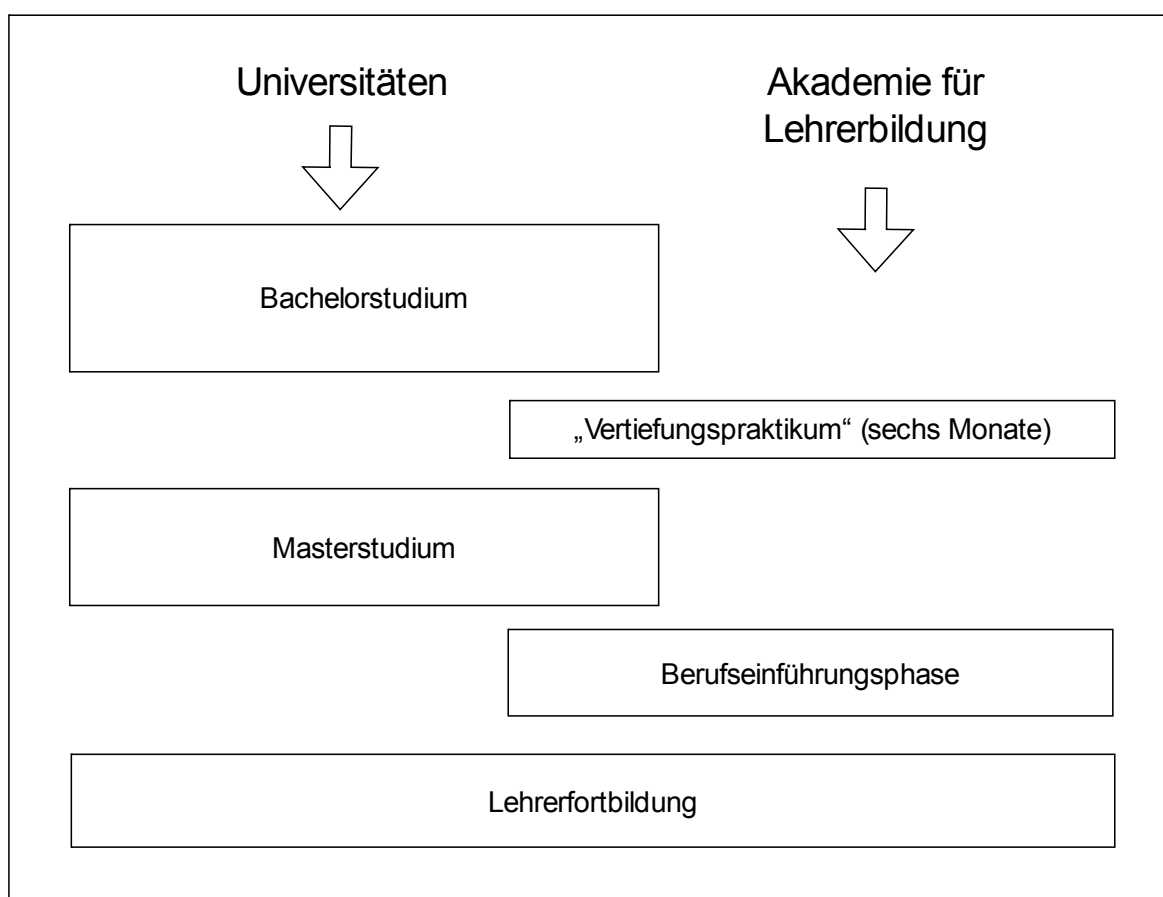 Universitäten
Akademie für
Lehrerbildung
Bachelorstudium
„Vertiefungspraktikum“ (sechs Monate)
Masterstudium
Berufseinführungsphase
Lehrerfortbildung